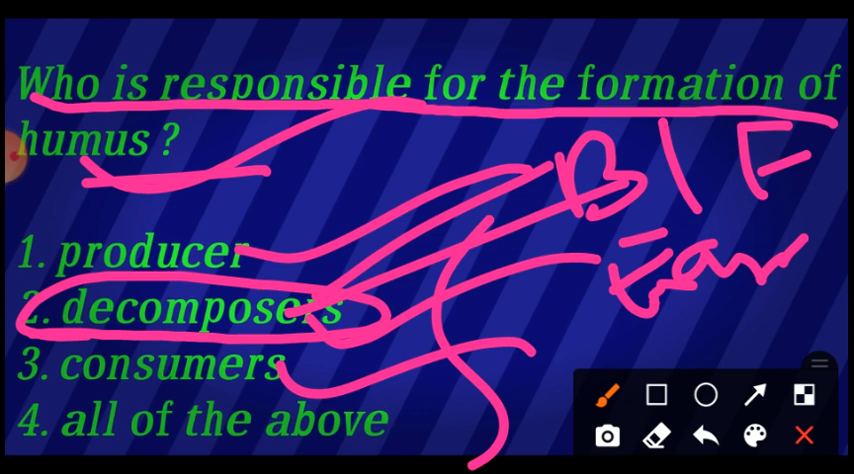 Who is responsible for the formation of
humus ?
B/F
1. producer
2. decomposers
3. consumers
4. all of the above